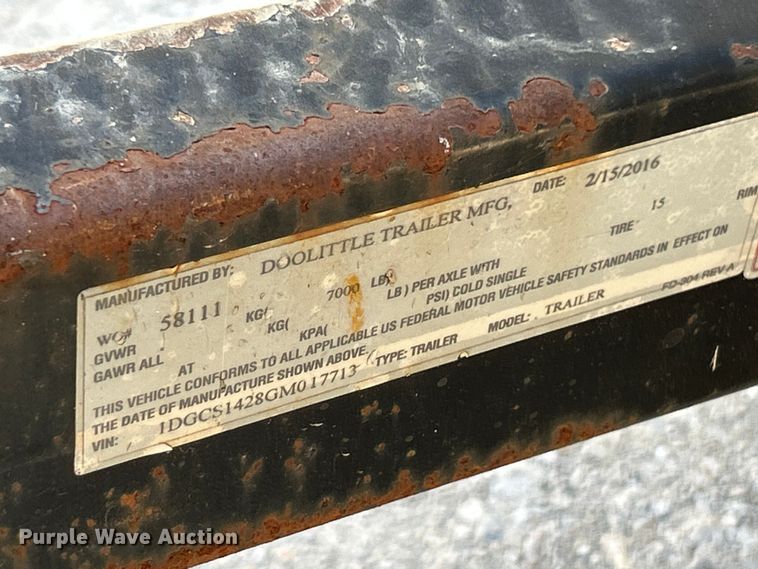 MANUFACTURED BY: DOOLITTLE TRAILER MFG, DATE: 2/15/2016
WO# 58111
GVWR KG( 7000 LB) TIRE 15 RIM
GAWR ALL KG( LB ) PER AXLE WITH
AT KPA( PSI) COLD SINGLE
THIS VEHICLE CONFORMS TO ALL APPLICABLE US FEDERAL MOTOR VEHICLE SAFETY STANDARDS IN EFFECT ON
THE DATE OF MANUFACTURE SHOWN ABOVE
VIN: 1DGCS1428GM017713 TYPE: TRAILER MODEL: TRAILER FD-304 REV A
Purple Wave Auction